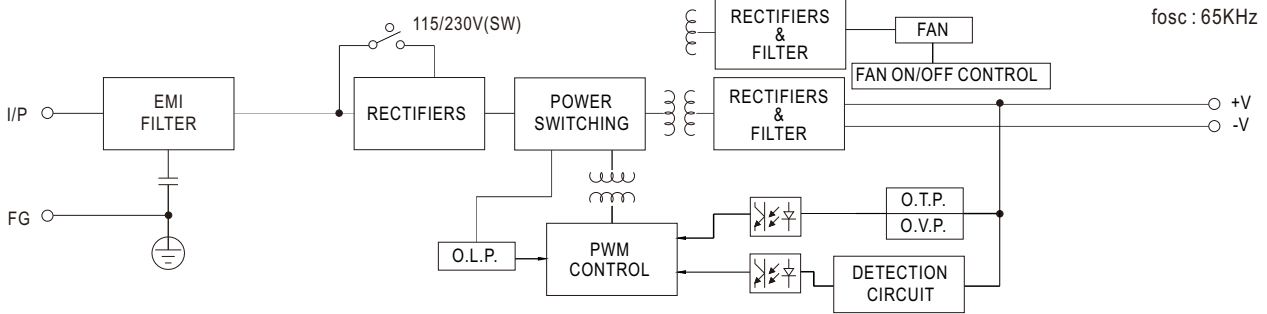 115/230V(SW)
RECTIFIERS
&
FILTER
FAN
fosc : 65KHz
FAN ON/OFF CONTROL
I/P
EMI
FILTER
RECTIFIERS
POWER
SWITCHING
RECTIFIERS
&
FILTER
+V
-V
FG
O.L.P.
PWM
CONTROL
O.T.P.
O.V.P.
DETECTION
CIRCUIT